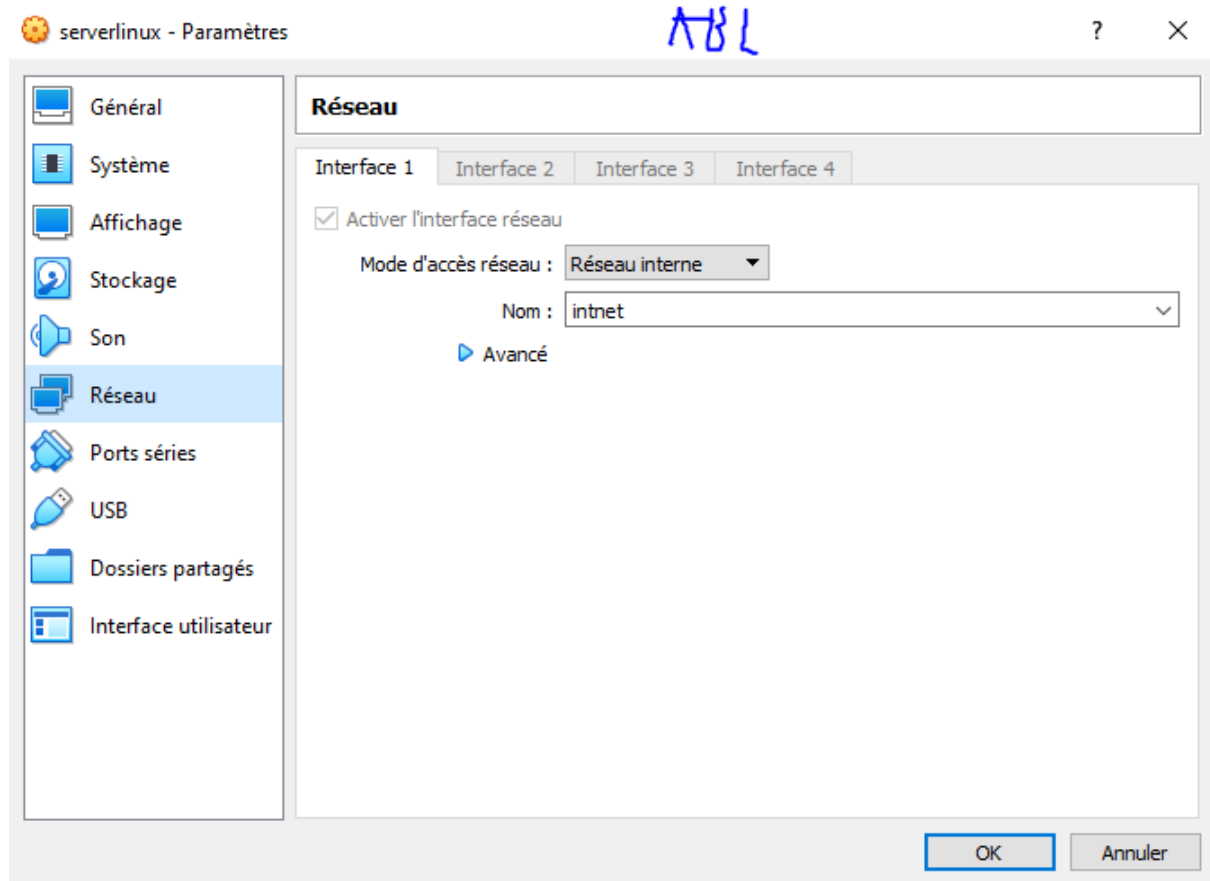 serverlinux - Paramètres
ABL
?
Général
Système
Affichage
Stockage
Son
Réseau
Ports séries
USB
Dossiers partagés
Interface utilisateur
Réseau
Interface 1 Interface 2 Interface 3 Interface 4
Activer l'interface réseau
Mode d'accès réseau : Réseau interne
Nom : intnet
Avancé
OK Annuler